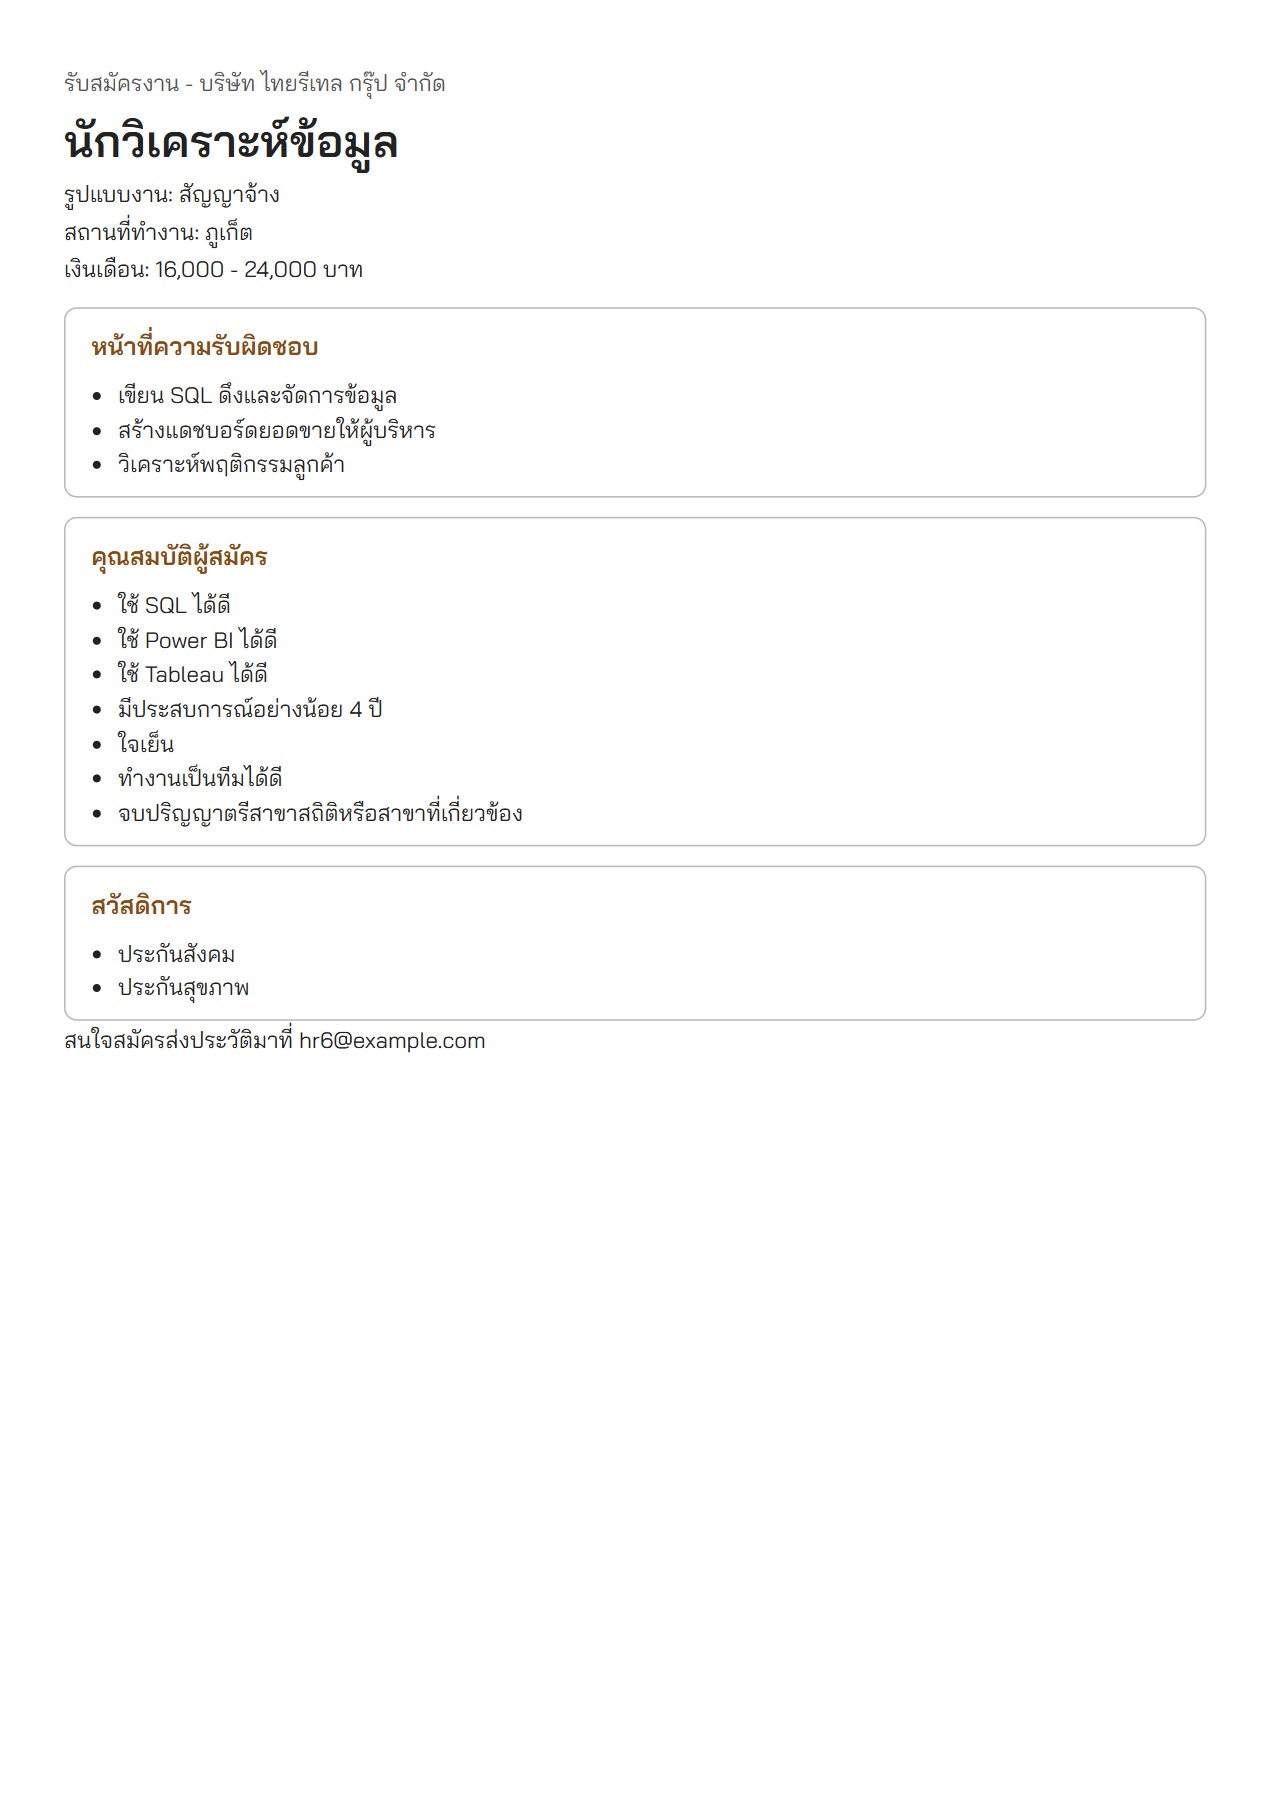 รับสมัครงาน - บริษัท ไทยรีเทล กรุ๊ป จำกัด
นักวิเคราะห์ข้อมูล
รูปแบบงาน: สัญญาจ้าง
สถานที่ทำงาน: ภูเก็ต
เงินเดือน: 16,000 - 24,000 บาท
หน้าที่ความรับผิดชอบ
• เขียน SQL ดึงและจัดการข้อมูล
• สร้างแดชบอร์ดยอดขายให้ผู้บริหาร
• วิเคราะห์พฤติกรรมลูกค้า
คุณสมบัติผู้สมัคร
• ใช้ SQL ได้ดี
• ใช้ Power BI ได้ดี
• ใช้ Tableau ได้ดี
• มีประสบการณ์อย่างน้อย 4 ปี
• ใจเย็น
• ทำงานเป็นทีมได้ดี
• จบปริญญาตรีสาขาสถิติหรือสาขาที่เกี่ยวข้อง
สวัสดิการ
• ประกันสังคม
• ประกันสุขภาพ
สนใจสมัครส่งประวัติมาที่ hr6@example.com